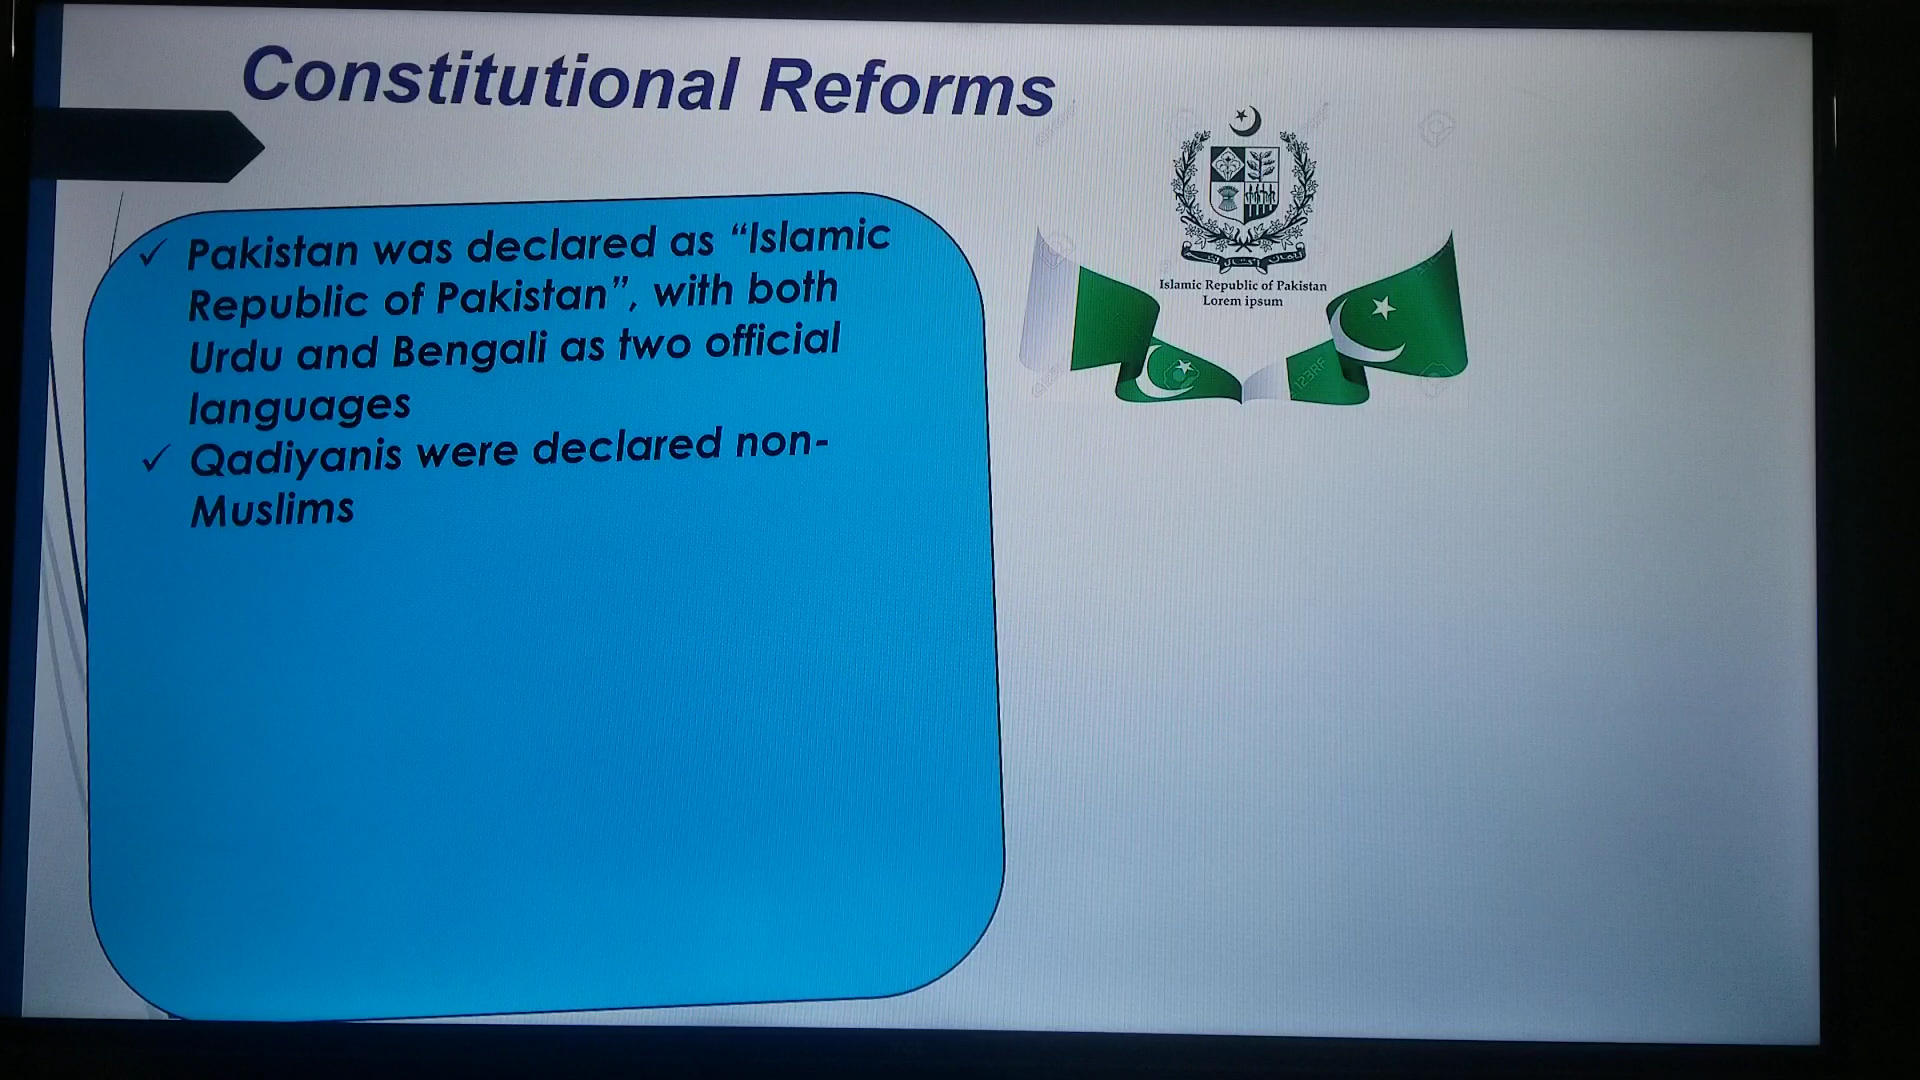 Constitutional Reforms
✓ Pakistan was declared as “Islamic
Republic of Pakistan”, with both
Urdu and Bengali as two official
languages
✓ Qadiyanis were declared non-
Muslims
Islamic Republic of Pakistan
Lorem ipsum
123RF